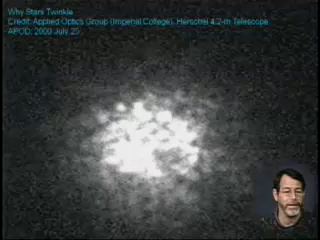 Why Stars Twinkle
Credit: Applied Optics Group (Imperial College), Herschel 4.2-m Telescope
APOD: 2000 July 25